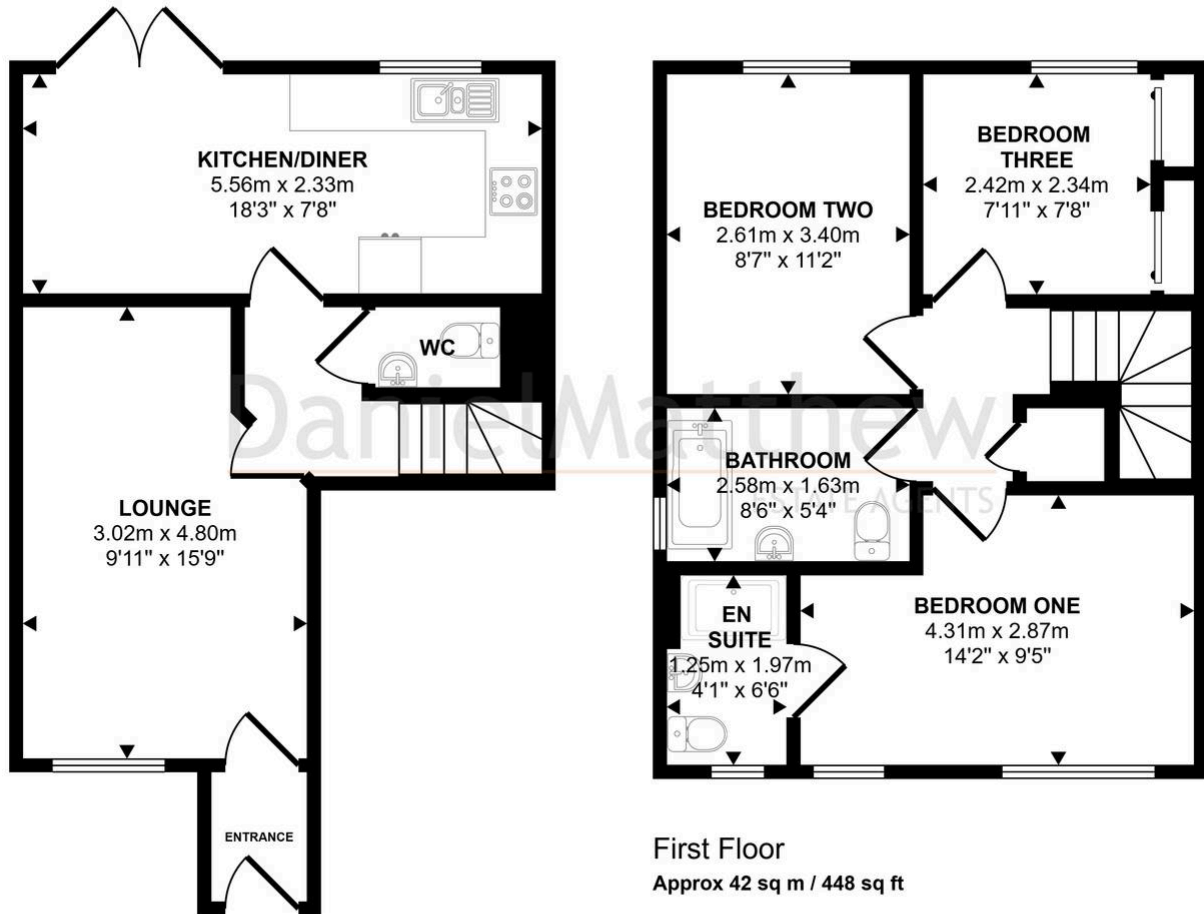 KITCHEN/DINER
5.56m x 2.33m
18'3" x 7'8"
WC
LOUNGE
3.02m x 4.80m
9'11" x 15'9"
ENTRANCE
BEDROOM TWO
2.61m x 3.40m
8'7" x 11'2"
BEDROOM
THREE
2.42m x 2.34m
7'11" x 7'8"
BATHROOM
2.58m x 1.63m
8'6" x 5'4"
EN
SUITE
1.25m x 1.97m
4'1" x 6'6"
BEDROOM ONE
4.31m x 2.87m
14'2" x 9'5"
DanielMatthew
ESTATE AGENTS
First Floor
Approx 42 sq m / 448 sq ft